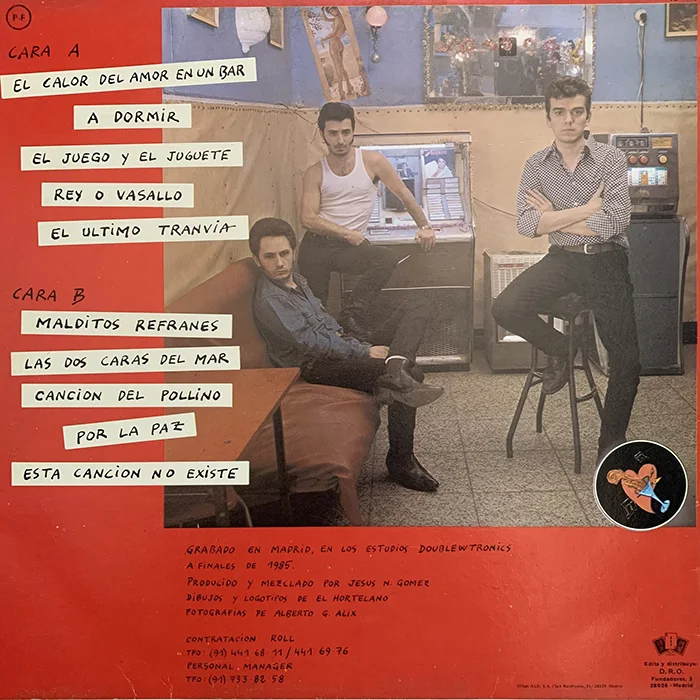 P-F
CARA A
EL CALOR DEL AMOR EN UN BAR
A DORMIR
EL JUEGO Y EL JUGUETE
REY O VASALLO
EL ULTIMO TRANVIA
CARA B
MALDITOS REFRANES
LAS DOS CARAS DEL MAR
CANCION DEL POLLINO
POR LA PAZ
ESTA CANCION NO EXISTE
GRABADO EN MADRID, EN LOS ESTUDIOS DOUBLEWTRONICS
A FINALES DE 1985.
PRODUCIDO Y MEZCLADO POR JESUS N. GOMEZ
DIBUJOS Y LOGOTIPOS DE EL HORTELANO
FOTOGRAFIAS DE ALBERTO G. ALIX
CONTRATACION ROLL
TFO: (91) 441 68 11 / 441 69 76
PERSONAL MANAGER
TFO: (91) 733 82 58
Edita y distribuye:
D.R.O.
Fundadores, 3
28028 - Madrid